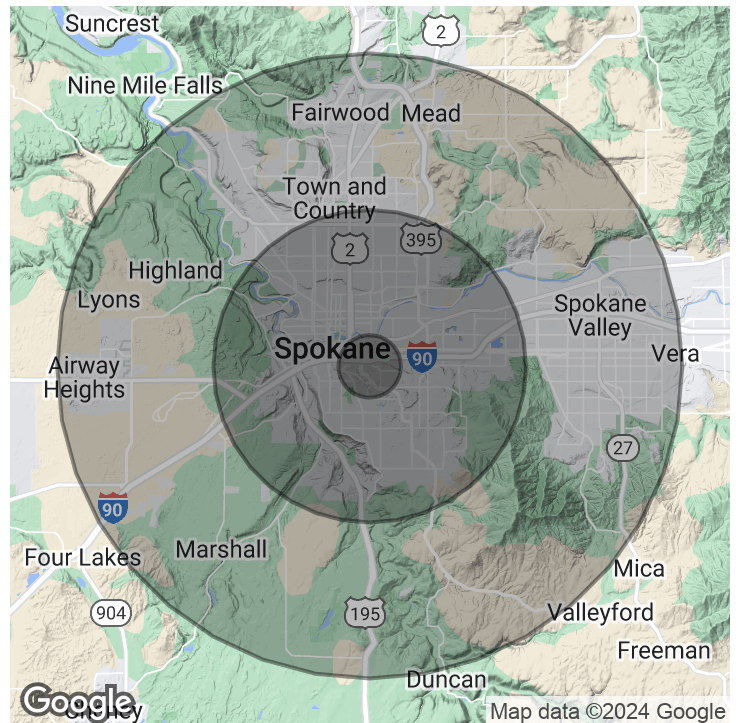 Suncrest
2
Nine Mile Falls
Fairwood
Mead
Town and
Country
2
395
Highland
Lyons
Spokane
Valley
Spokane
90
Vera
Airway
Heights
27
90
Four Lakes
Marshall
Mica
904
195
Valleyford
Freeman
Duncan
Google
Cheney
Map data ©2024 Google